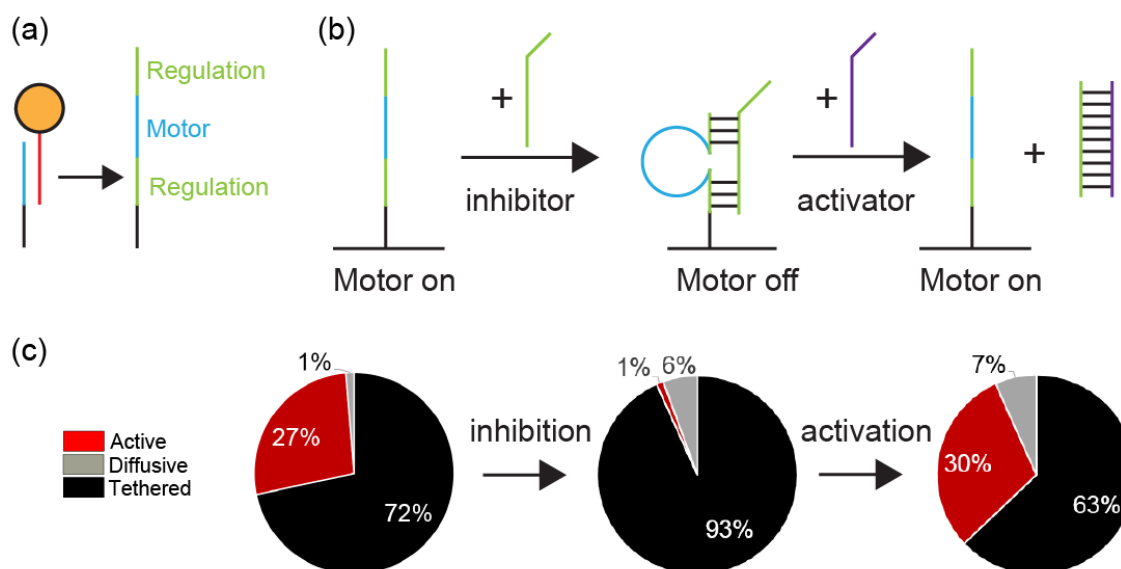 (a)
Regulation
Motor
Regulation
(b)
+
inhibitor
+
activator
+
Motor on
Motor off
Motor on
(c)
Active
Diffusive
Tethered
1%
27%
72%
inhibition
1% 6%
93%
activation
7%
30%
63%